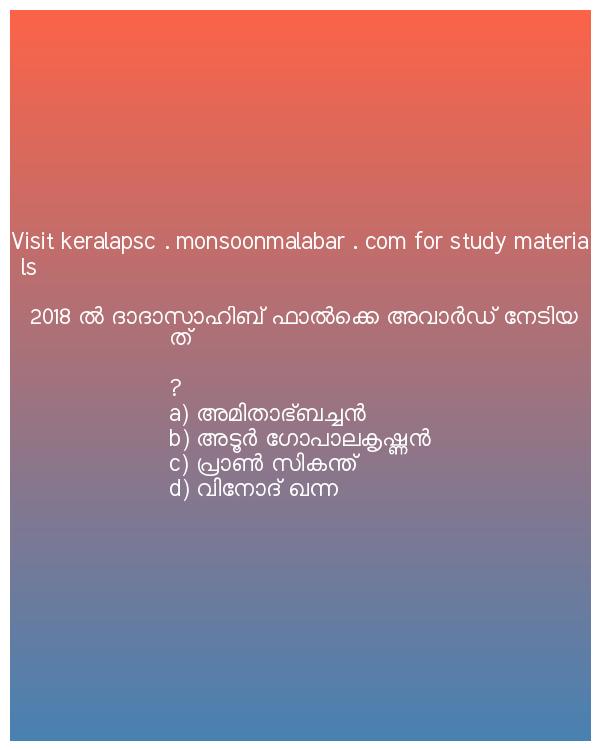 Visit keralapsc . monsoonmalabar . com for study materia
ls
2018 ൽ ദാദാസാഹിബ് ഫാൽക്കെ അവാർഡ് നേടിയ
ത്
?
a) അമിതാഭ്ബച്ചൻ
b) അടൂർ ഗോപാലകൃഷ്ണൻ
c) പ്രാൺ സികന്ത്
d) വിനോദ് ഖന്ന